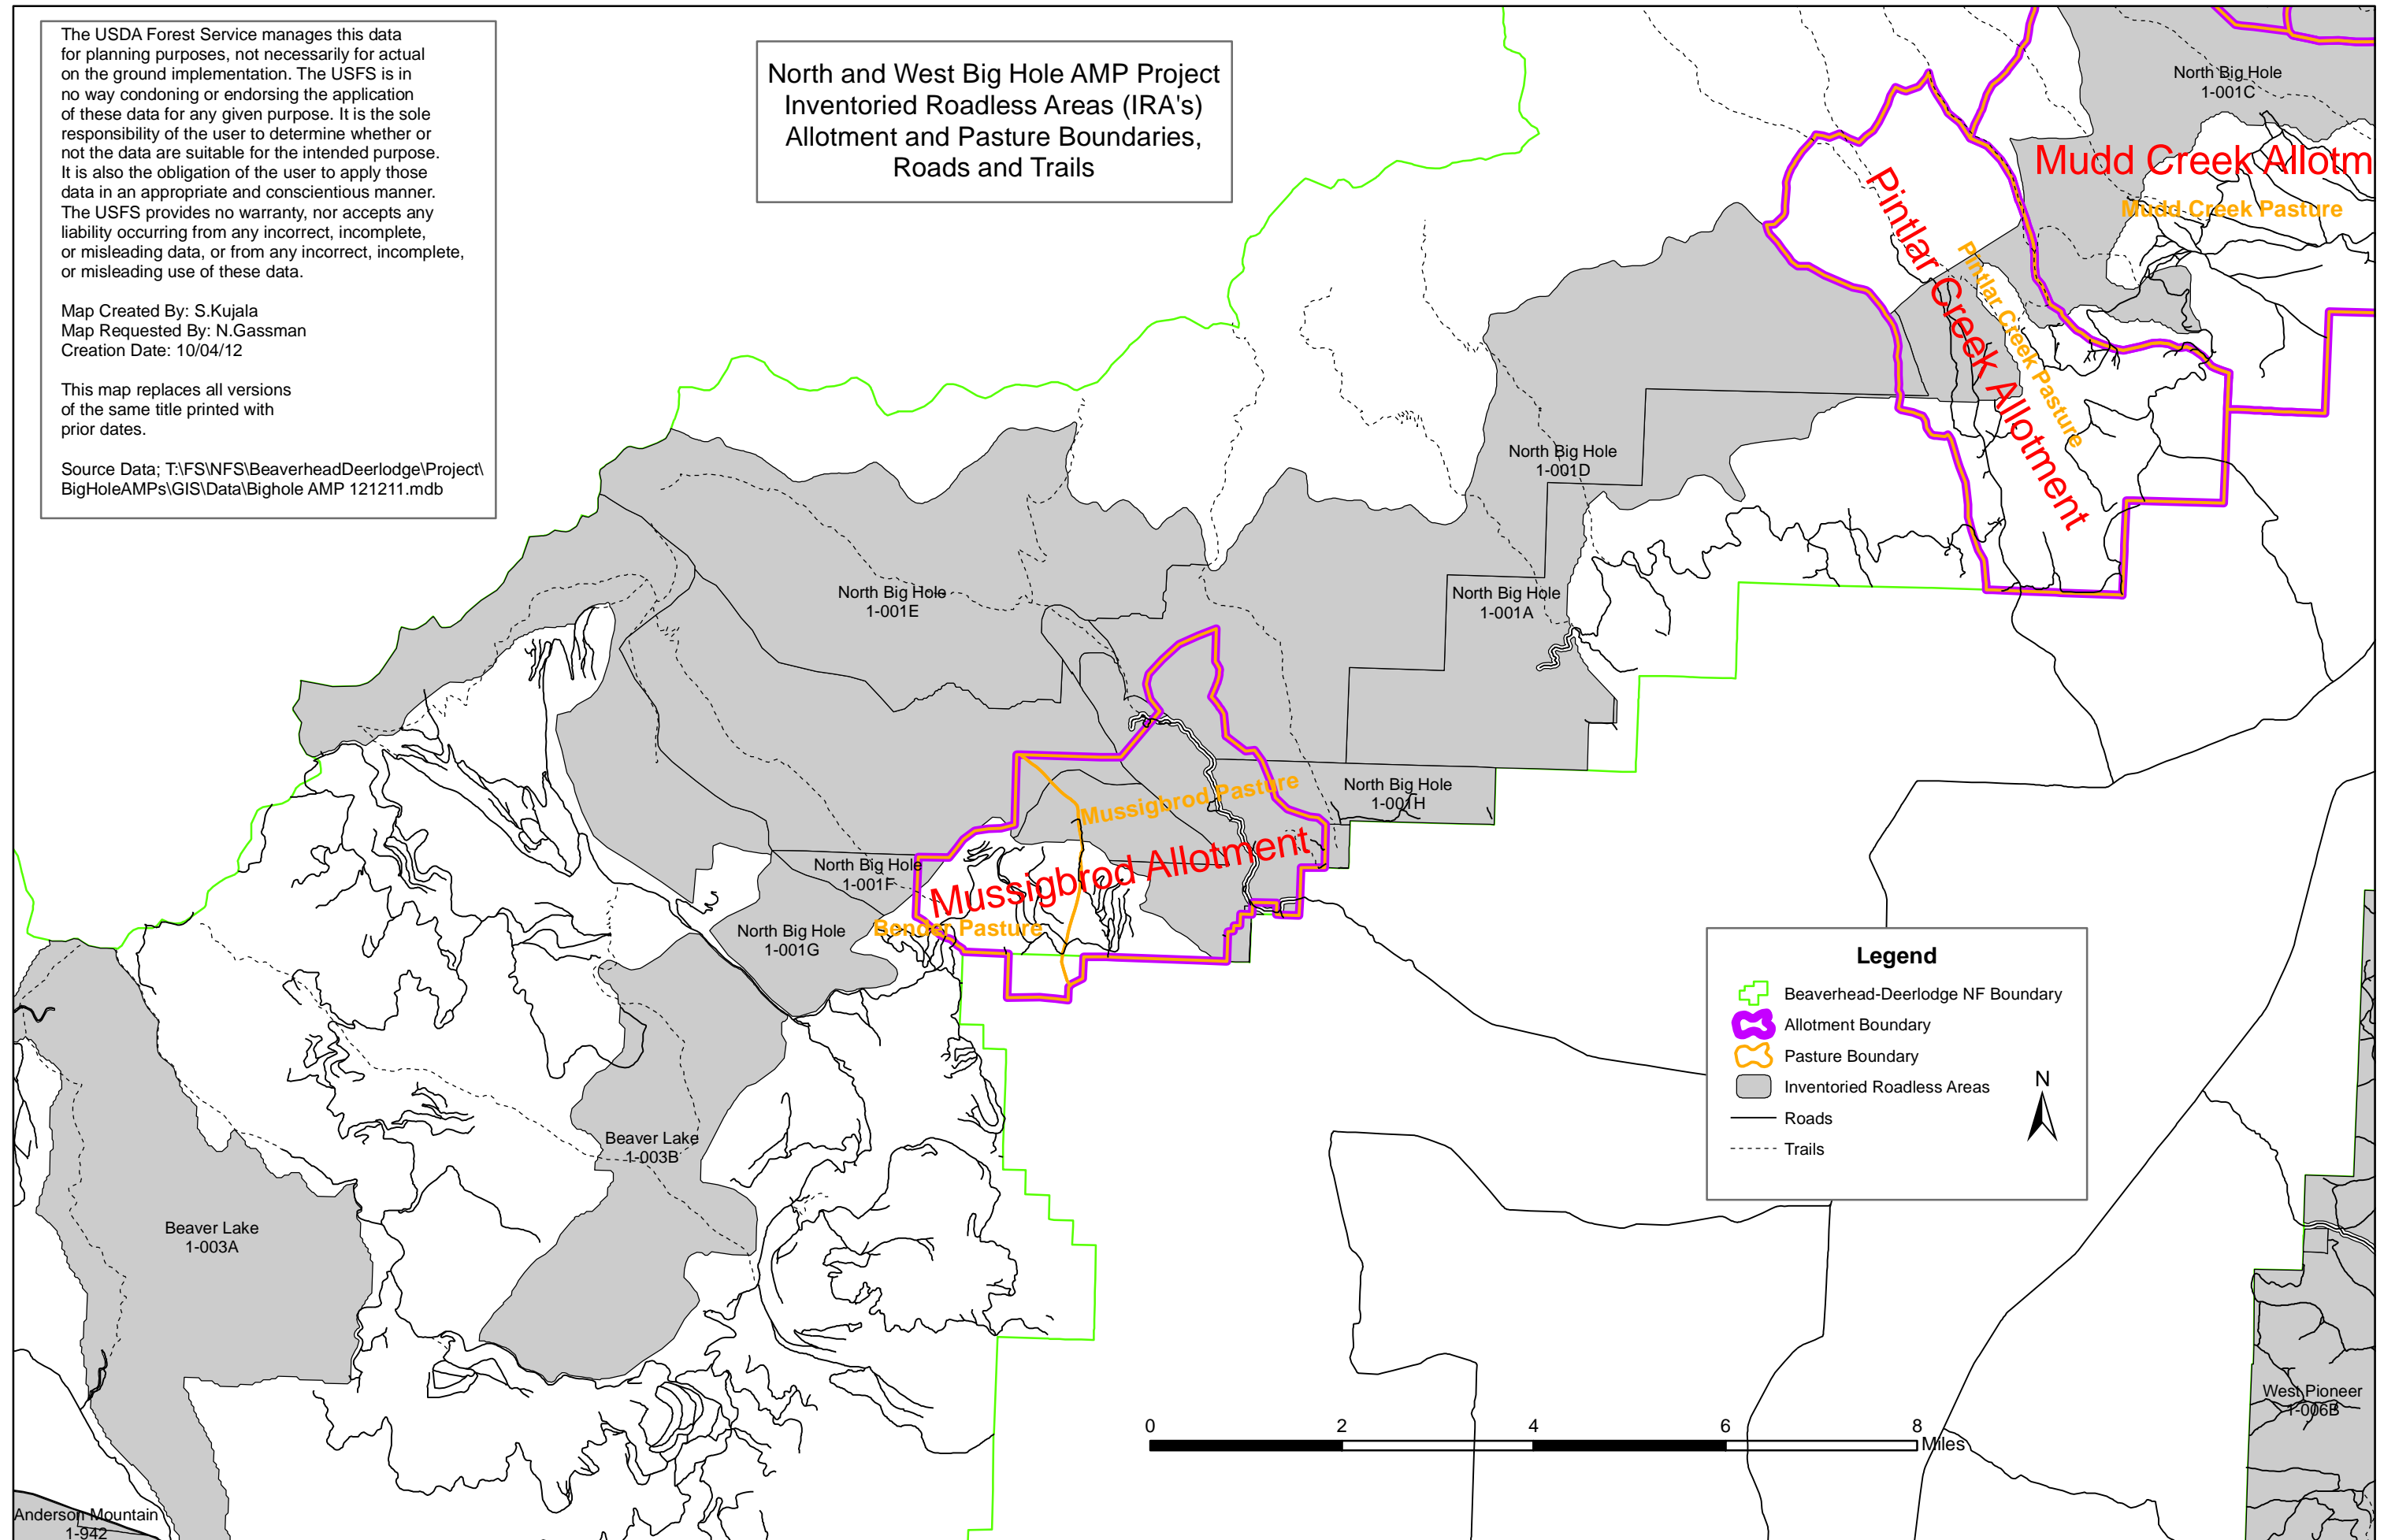 The USDA Forest Service manages this data
for planning purposes, not necessarily for actual
on the ground implementation. The USFS is in
no way condoning or endorsing the application
of these data for any given purpose. It is the sole
responsibility of the user to determine whether or
not the data are suitable for the intended purpose.
It is also the obligation of the user to apply those
data in an appropriate and conscientious manner.
The USFS provides no warranty, nor accepts any
liability occurring from any incorrect, incomplete,
or misleading data, or from any incorrect, incomplete,
or misleading use of these data.
Map Created By: S.Kujala
Map Requested By: N.Gassman
Creation Date: 10/04/12
This map replaces all versions
of the same title printed with
prior dates.
Source Data; T:\FS\NFS\BeaverheadDeerlodge\Project\
BigHoleAMPs\GIS\Data\Bighole AMP 121211.mdb
North and West Big Hole AMP Project
Inventoried Roadless Areas (IRA's)
Allotment and Pasture Boundaries,
Roads and Trails
North Big Hole
1-001C
Mudd Creek Allotm
Mudd Creek Pasture
Pintlar Creek Allotment
Pintlar Creek Pasture
North Big Hole
1-001D
North Big Hole
1-001E
North Big Hole
1-001A
North Big Hole
1-001H
Mussigbrod Pasture
Mussigbrod Allotment
North Big Hole
1-001F
Bender Pasture
North Big Hole
1-001G
Beaver Lake
1-003B
Beaver Lake
1-003A
Anderson Mountain
1-942
West Pioneer
1-006B
Legend
Beaverhead-Deerlodge NF Boundary
Allotment Boundary
Pasture Boundary
Inventoried Roadless Areas
Roads
Trails
N
0 2 4 6 8
Miles